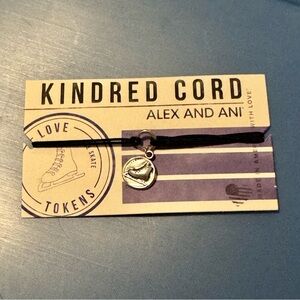 KINDRED CORD
ALEX AND ANI
LOVE
SKATE
TOKENS
MADE IN AMERICA WITH LOVE